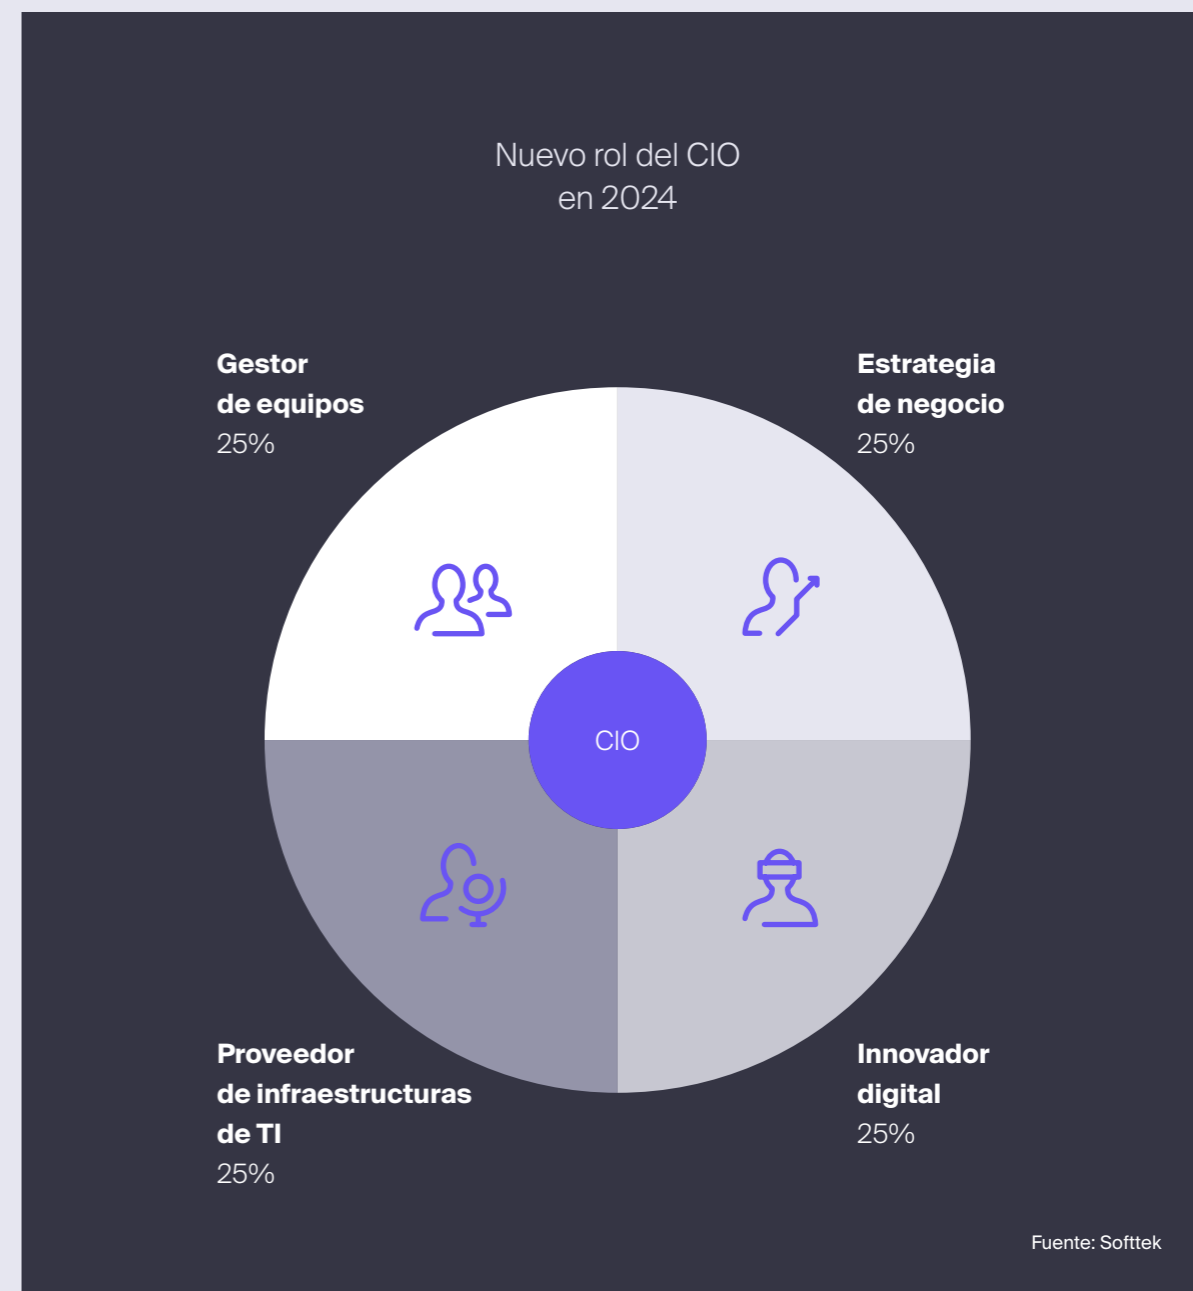 Nuevo rol del CIO
en 2024
Gestor
de equipos
25%
Estrategia
de negocio
25%
CIO
Proveedor
de infraestructuras
de TI
25%
Innovador
digital
25%
Fuente: Softtek